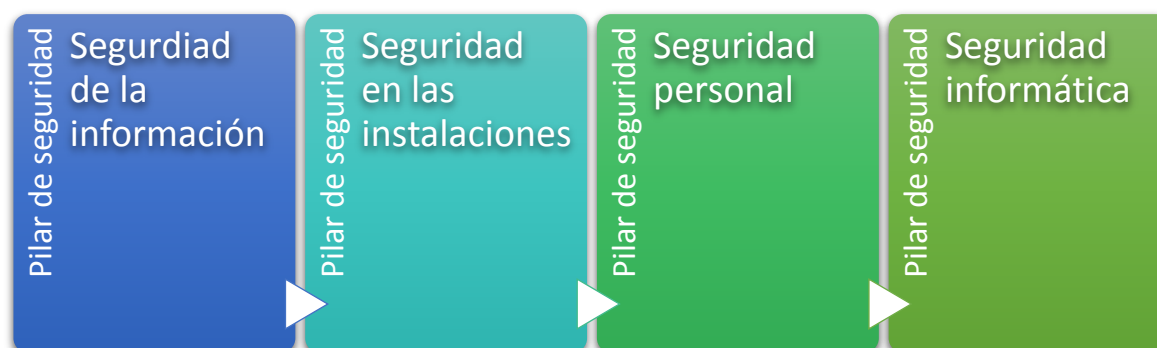 Pilar de seguridad
Segurdiad
de la
información
Pilar de seguridad
Seguridad
en las
instalaciones
Pilar de seguridad
Seguridad
personal
Pilar de seguridad
Seguridad
informática